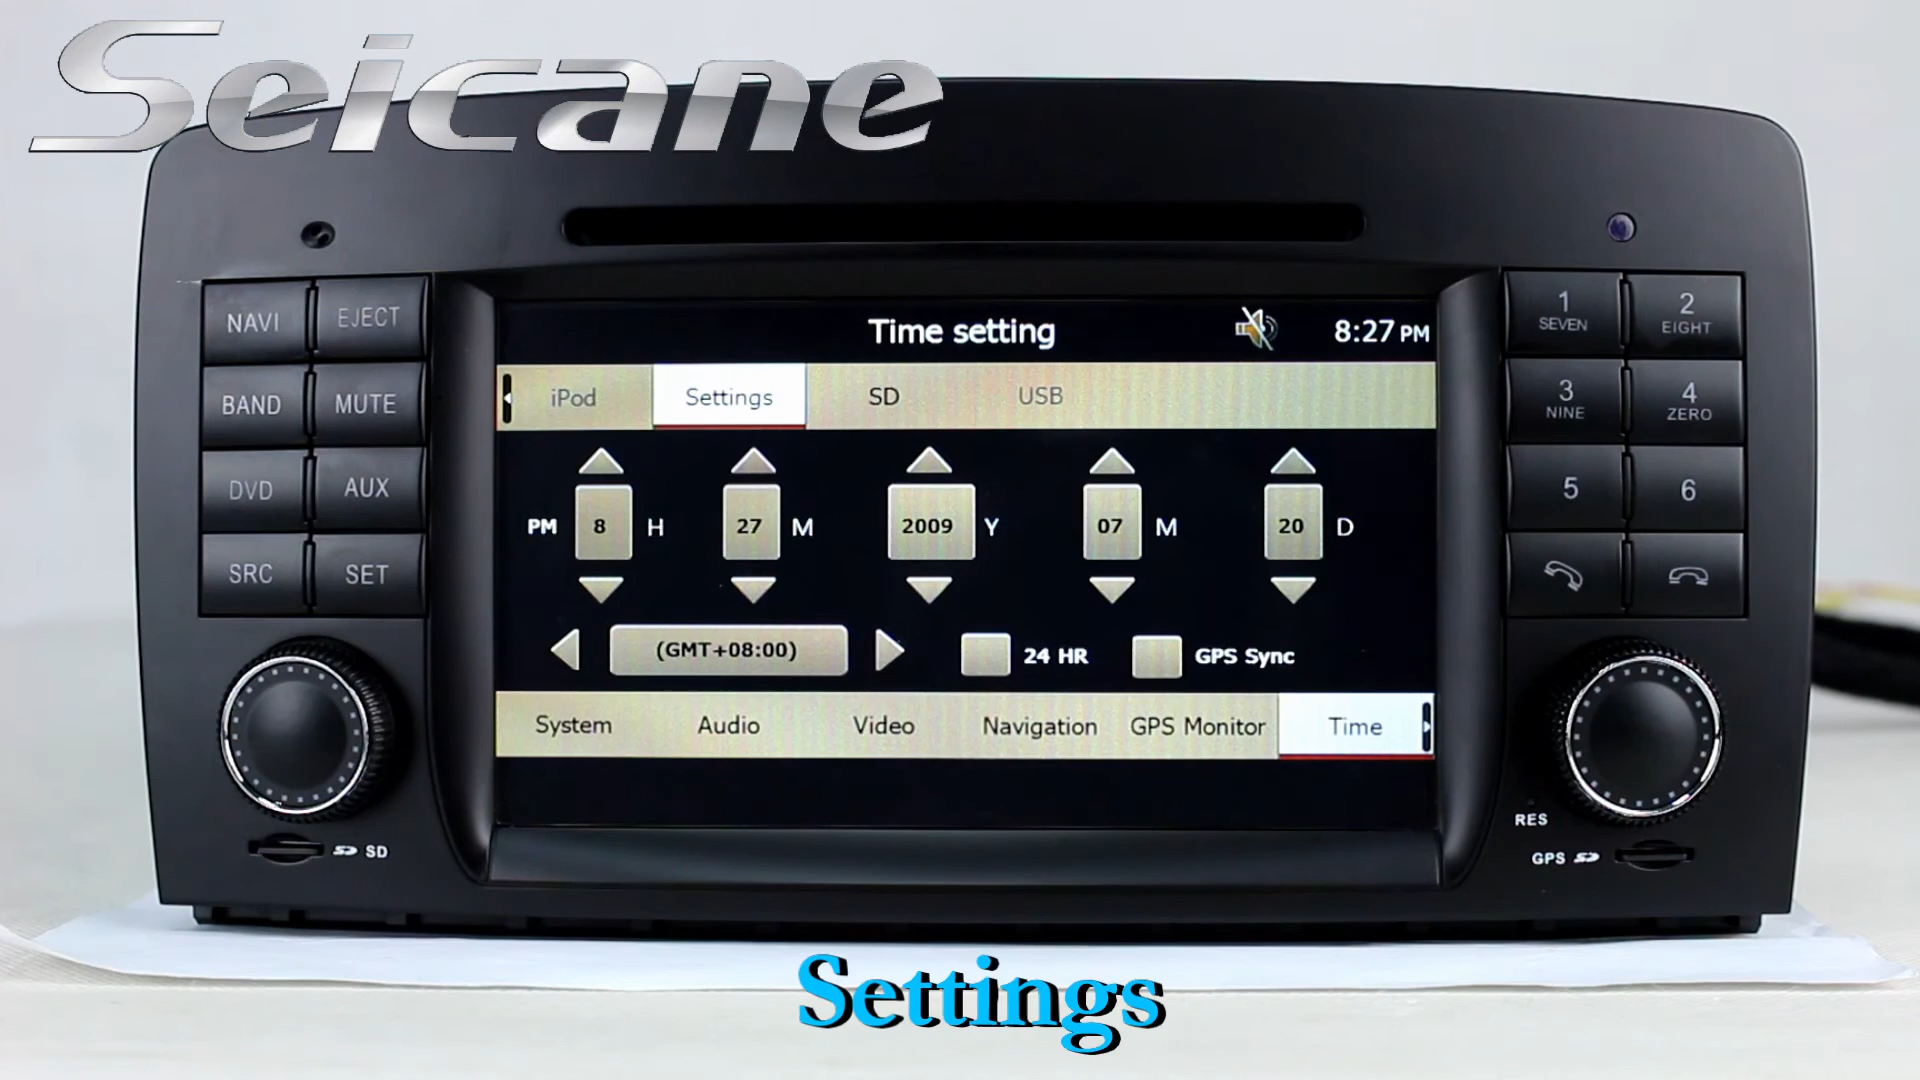 Seicane
NAVI EJECT
BAND MUTE
DVD AUX
SRC SET
SD
Time setting 8:27 PM
iPod Settings SD USB
PM 8 H 27 M 2009 Y 07 M 20 D
(GMT+08:00) 24 HR GPS Sync
System Audio Video Navigation GPS Monitor Time
1 2
SEVEN EIGHT
3 4
NINE ZERO
5 6
RES
GPS
Settings